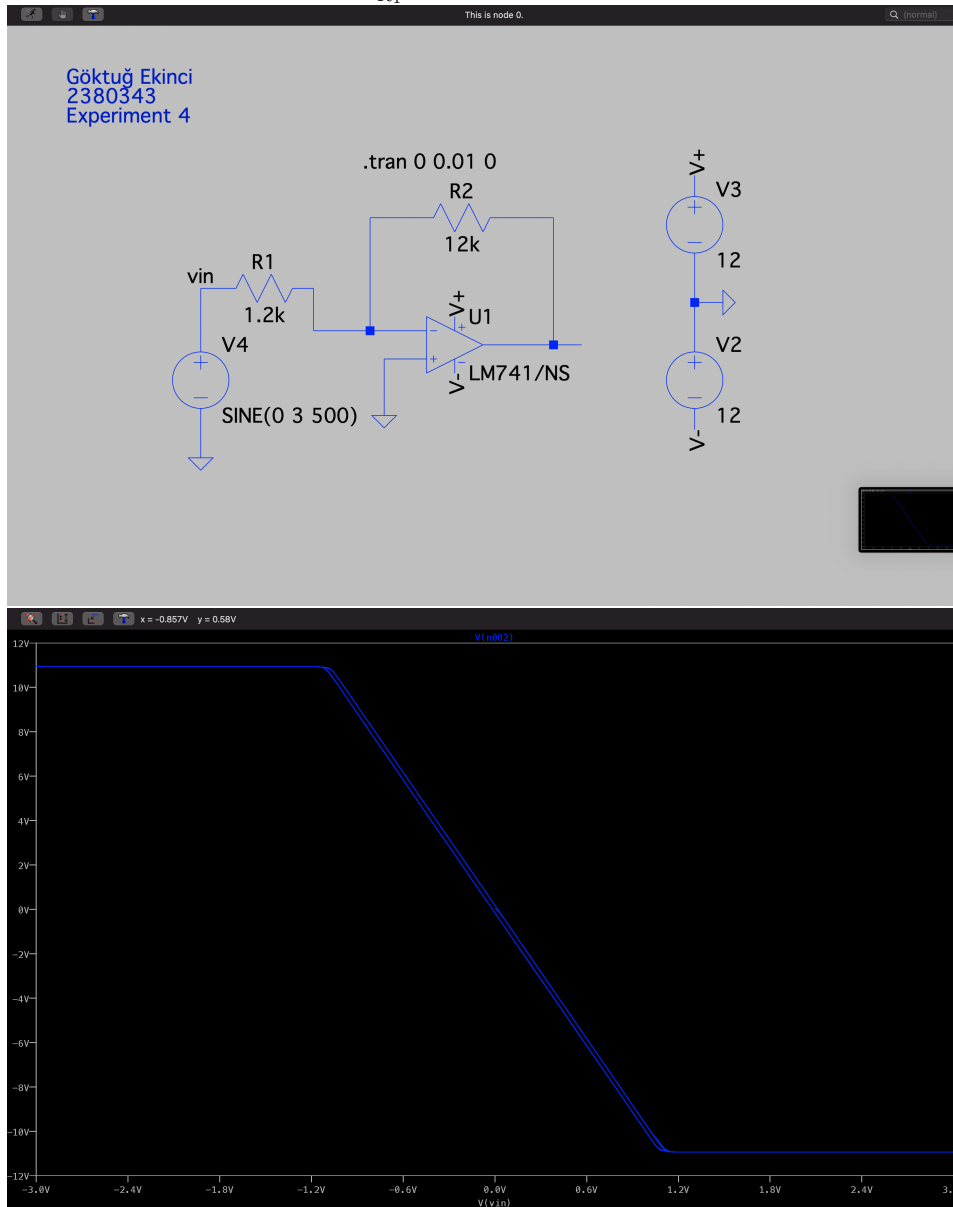 This is node 0.
(normal)
Göktuğ Ekinci
2380343
Experiment 4
.tran 0 0.01 0
R2
12k
vin
R1
1.2k
V+
U1
V4
V-
LM741/NS
SINE(0 3 500)
V+
V3
12
V2
12
V-
x = -0.857V y = 0.58V
V(n002)
12V
10V
8V
6V
4V
2V
0V
-2V
-4V
-6V
-8V
-10V
-12V
-3.0V -2.4V -1.8V -1.2V -0.6V 0.0V 0.6V 1.2V 1.8V 2.4V 3.
V(vin)